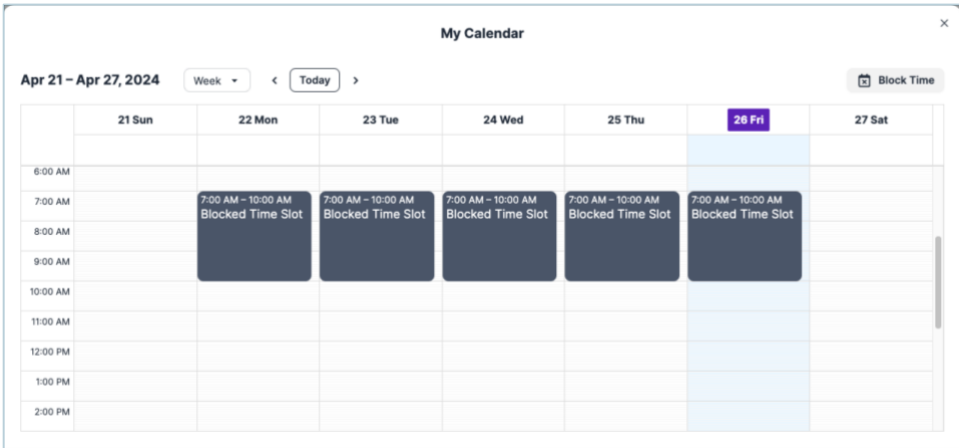 My Calendar
×
Apr 21 – Apr 27, 2024
Week
Today
Block Time
21 Sun
22 Mon
23 Tue
24 Wed
25 Thu
26 Fri
27 Sat
6:00 AM
7:00 AM
7:00 AM – 10:00 AM
Blocked Time Slot
7:00 AM – 10:00 AM
Blocked Time Slot
7:00 AM – 10:00 AM
Blocked Time Slot
7:00 AM – 10:00 AM
Blocked Time Slot
7:00 AM – 10:00 AM
Blocked Time Slot
8:00 AM
9:00 AM
10:00 AM
11:00 AM
12:00 PM
1:00 PM
2:00 PM